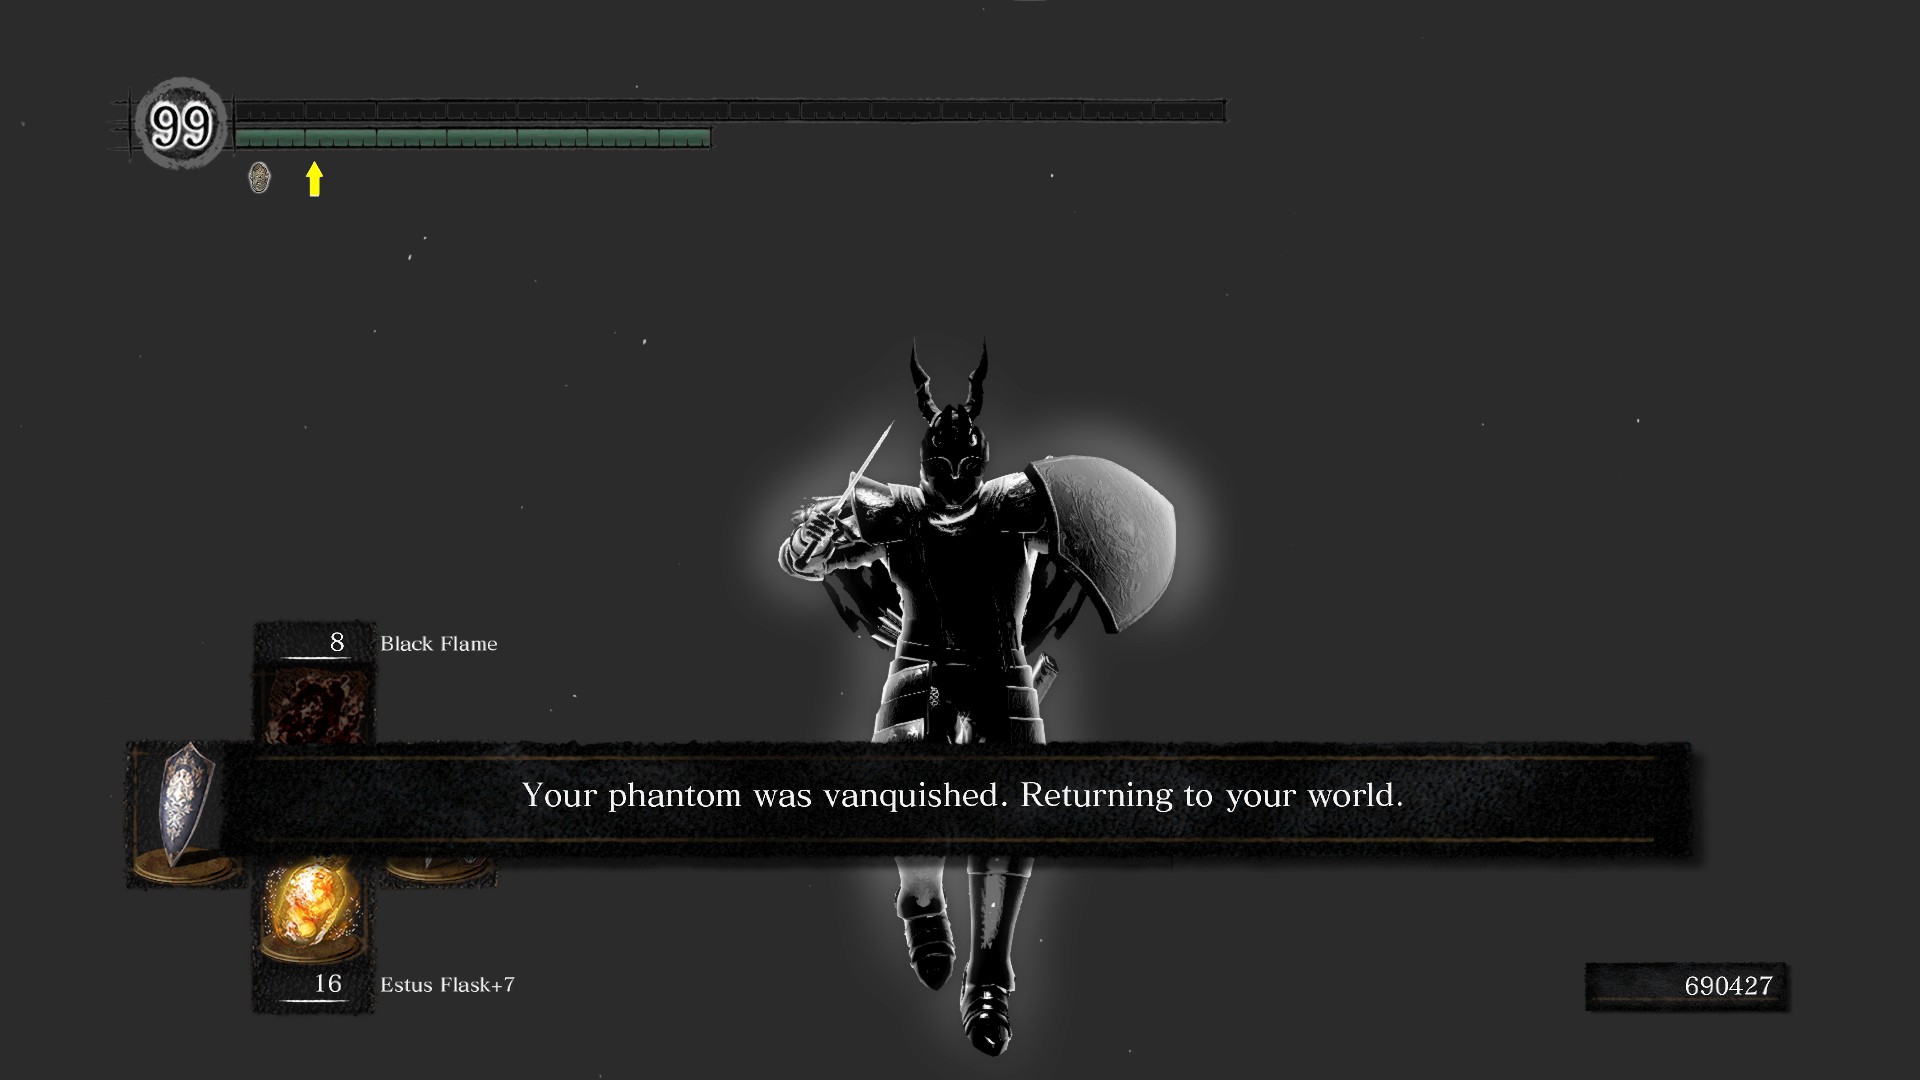 99
8 Black Flame
Your phantom was vanquished. Returning to your world.
16 Estus Flask+7
690427